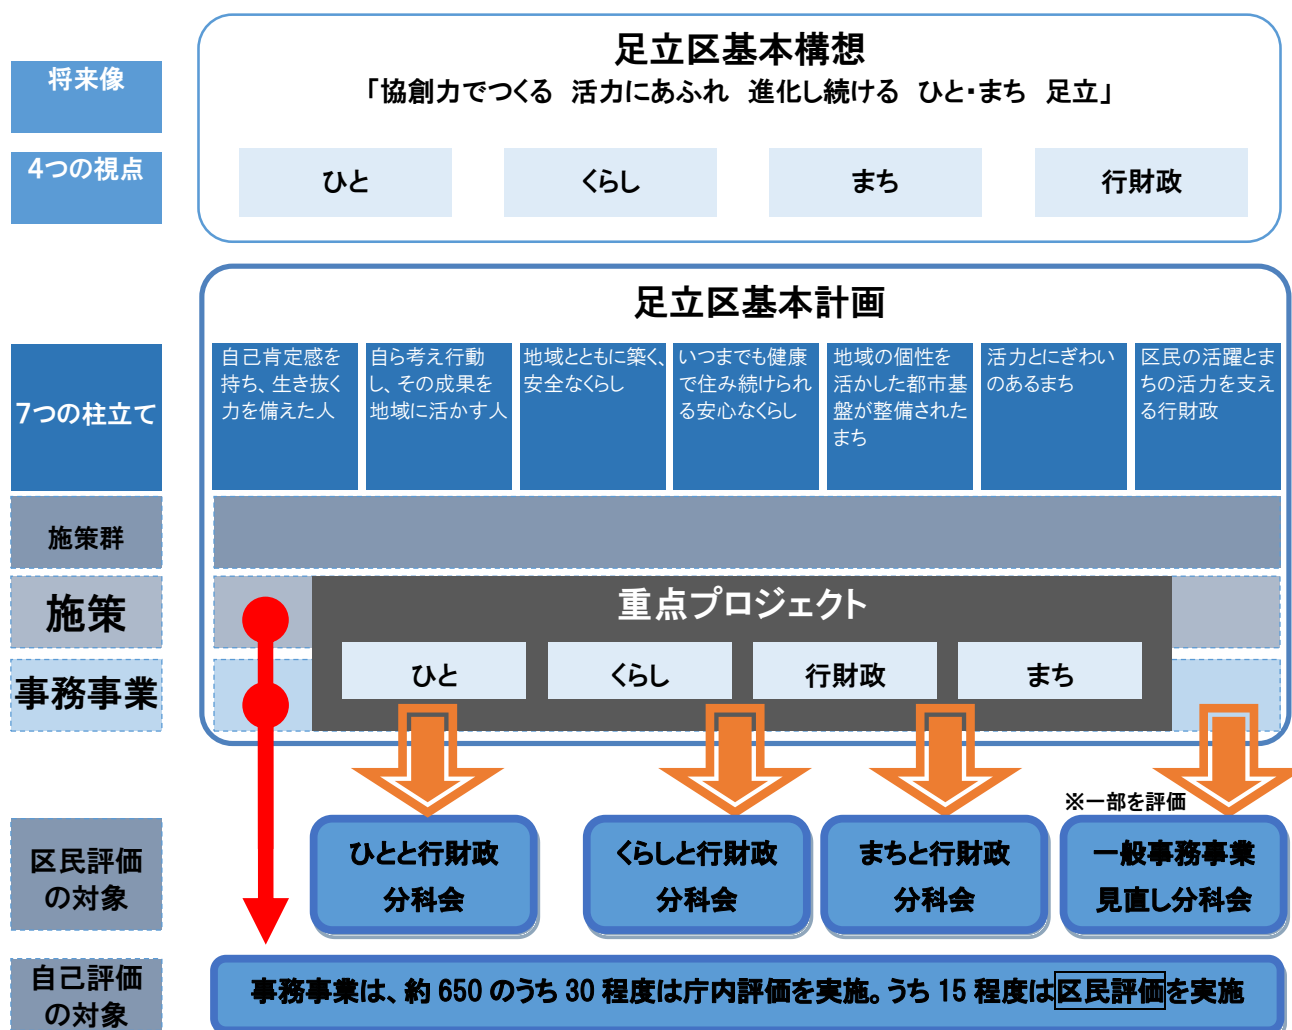 足立区基本構想
将来像
「協創力でつくる 活力にあふれ 進化し続ける ひと・まち 足立」
4つの視点
ひと
くらし
まち
行財政
足立区基本計画
7つの柱立て
自己肯定感を
持ち、生き抜く
力を備えた人
自ら考え行動
し、その成果を
地域に活かす人
地域とともに築く、
安全なくらし
いつまでも健康
で住み続けられ
る安心なくらし
地域の個性を
活かした都市基
盤が整備された
まち
活力とにぎわい
のあるまち
区民の活躍とま
ちの活力を支え
る行財政
施策群
施策
重点プロジェクト
事務事業
ひと
くらし
行財政
まち
※一部を評価
区民評価
の対象
ひとと行財政
分科会
くらしと行財政
分科会
まちと行財政
分科会
一般事務事業
見直し分科会
自己評価
の対象
事務事業は、約 650 のうち 30 程度は庁内評価を実施。うち 15 程度は区民評価を実施